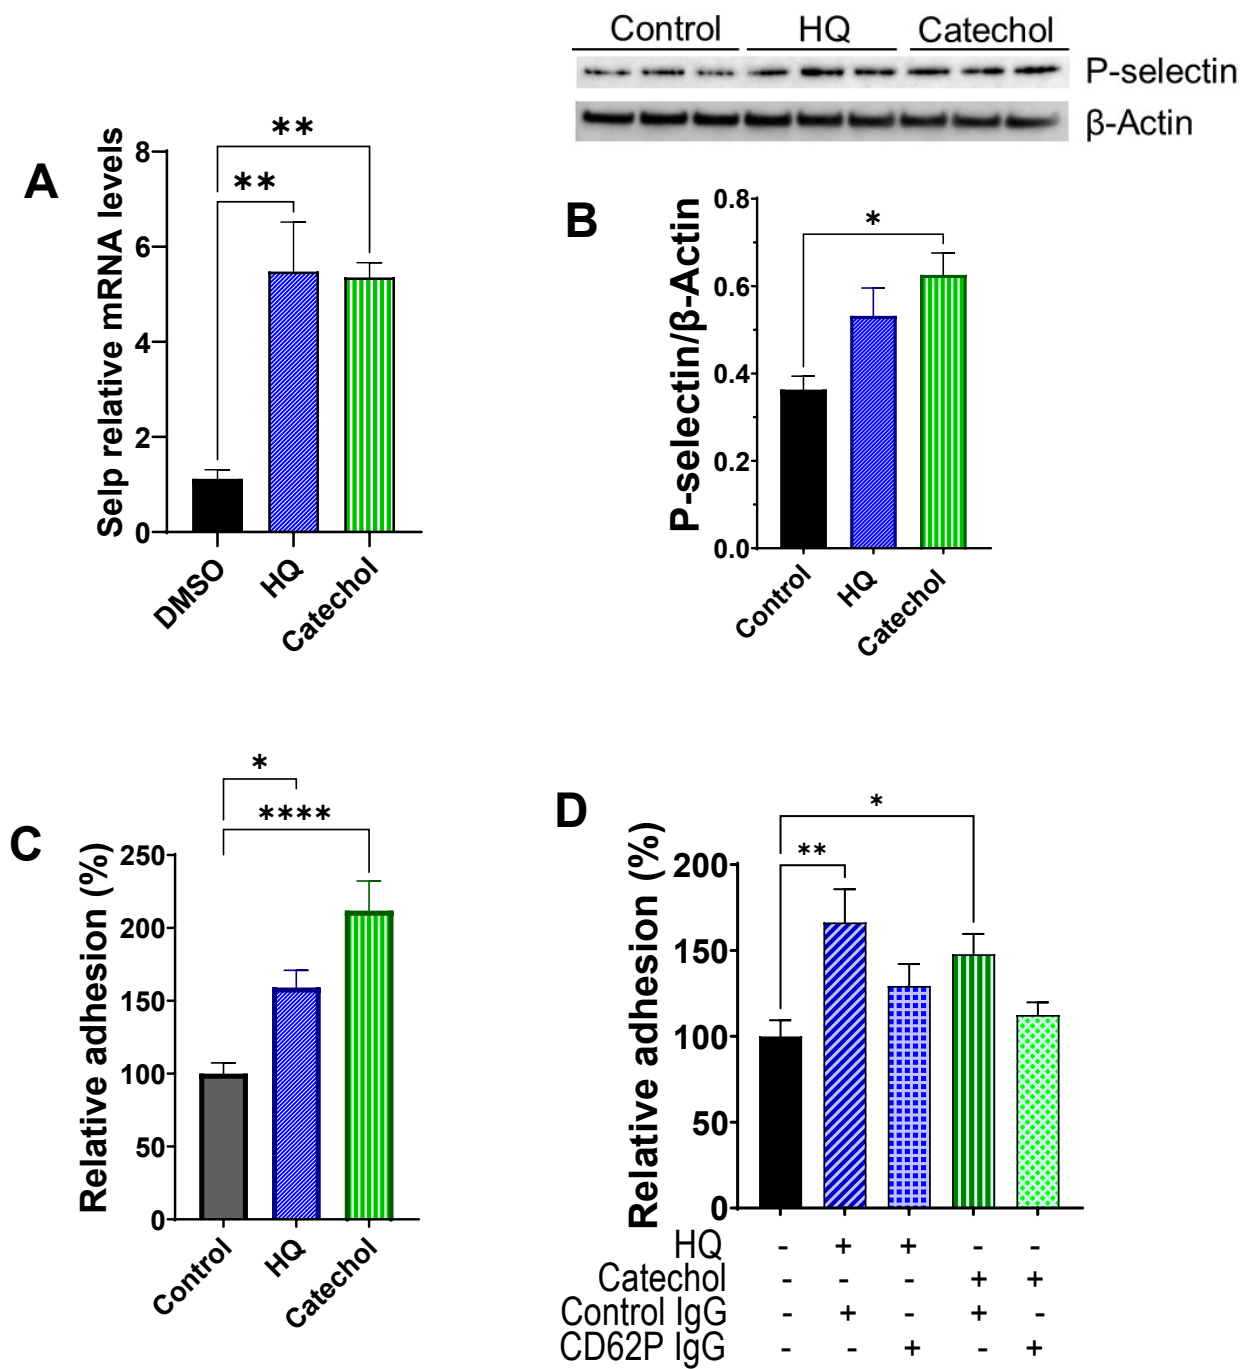 Control HQ Catechol
P-selectin
β-Actin
A
Selp relative mRNA levels
**
**
8
6
4
2
0
DMSO
HQ
Catechol
B
P-selectin/β-Actin
*
0.8
0.6
0.4
0.2
0.0
Control
HQ
Catechol
C
Relative adhesion (%)
*
****
250
200
150
100
50
0
Control
HQ
Catechol
D
Relative adhesion (%)
*
**
200
150
100
50
0
HQ - + + - -
Catechol - - - + +
Control IgG - + - + -
CD62P IgG - - + - +